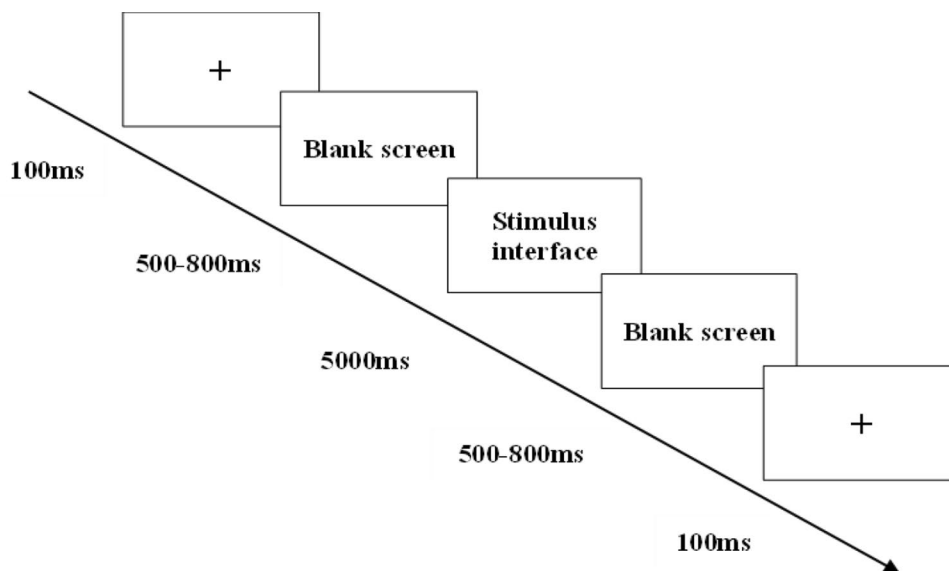 +
Blank screen
100ms
Stimulus
interface
500-800ms
Blank screen
5000ms
+
500-800ms
100ms